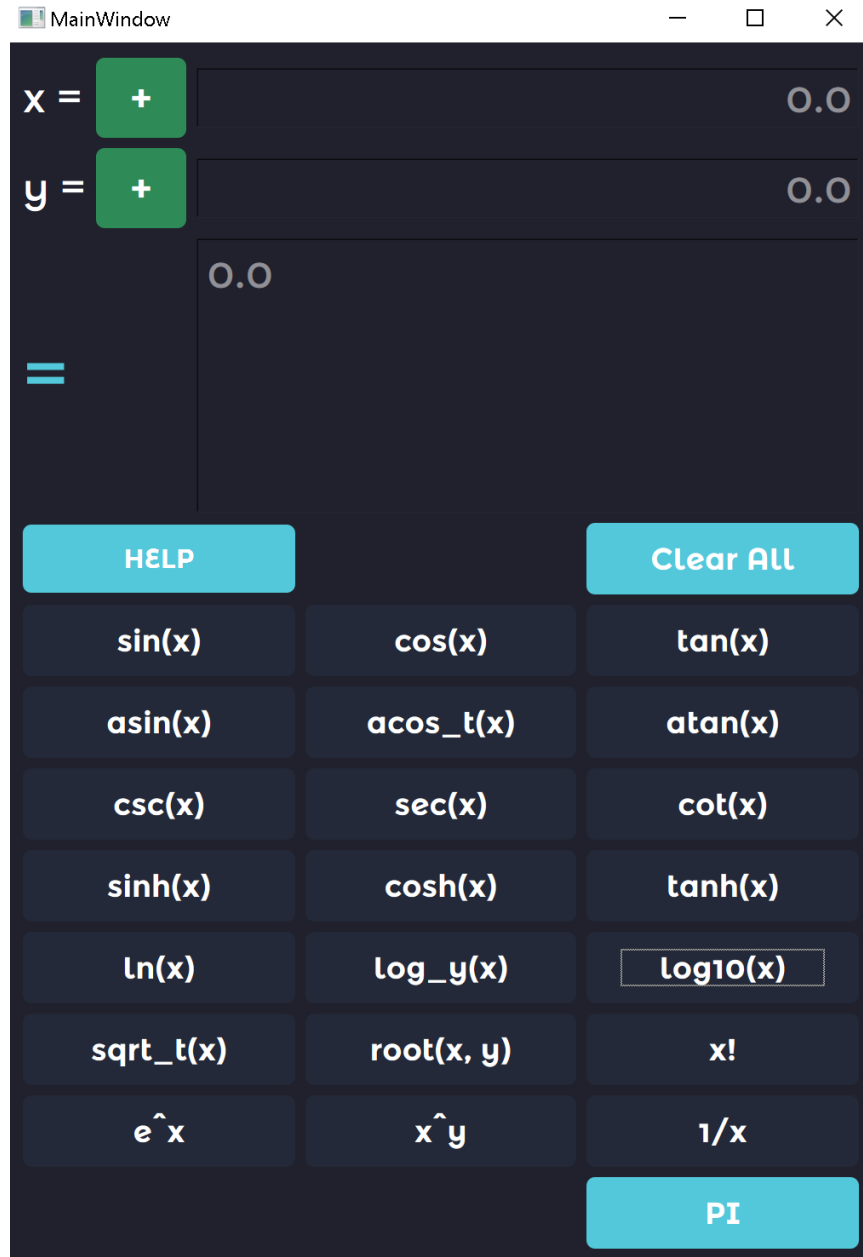 MainWindow
x = + 0.0
y = + 0.0
= 0.0
HELP Clear All
sin(x) cos(x) tan(x)
asin(x) acos_t(x) atan(x)
csc(x) sec(x) cot(x)
sinh(x) cosh(x) tanh(x)
ln(x) log_y(x) log10(x)
sqrt_t(x) root(x, y) x!
e^x x^y 1/x
PI